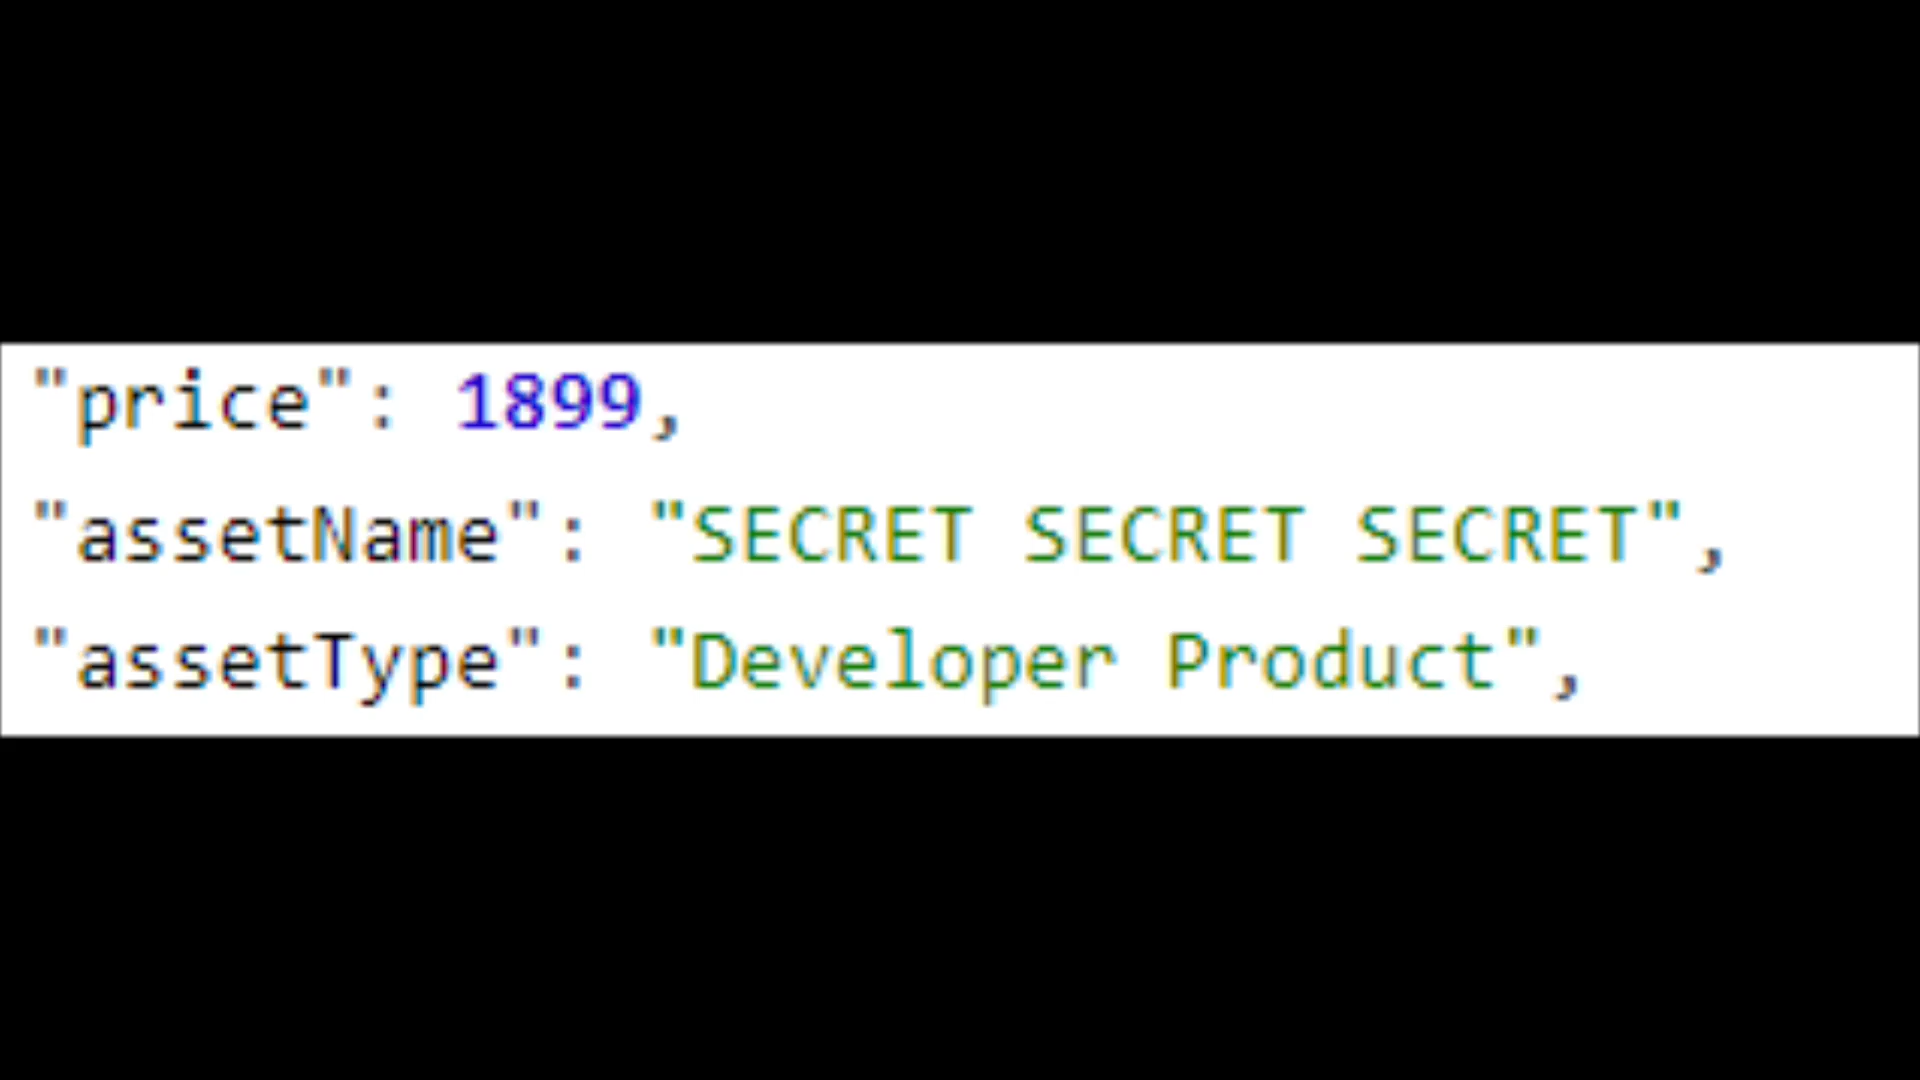 "price": 1899,
"assetName": "SECRET SECRET SECRET",
"assetType": "Developer Product",